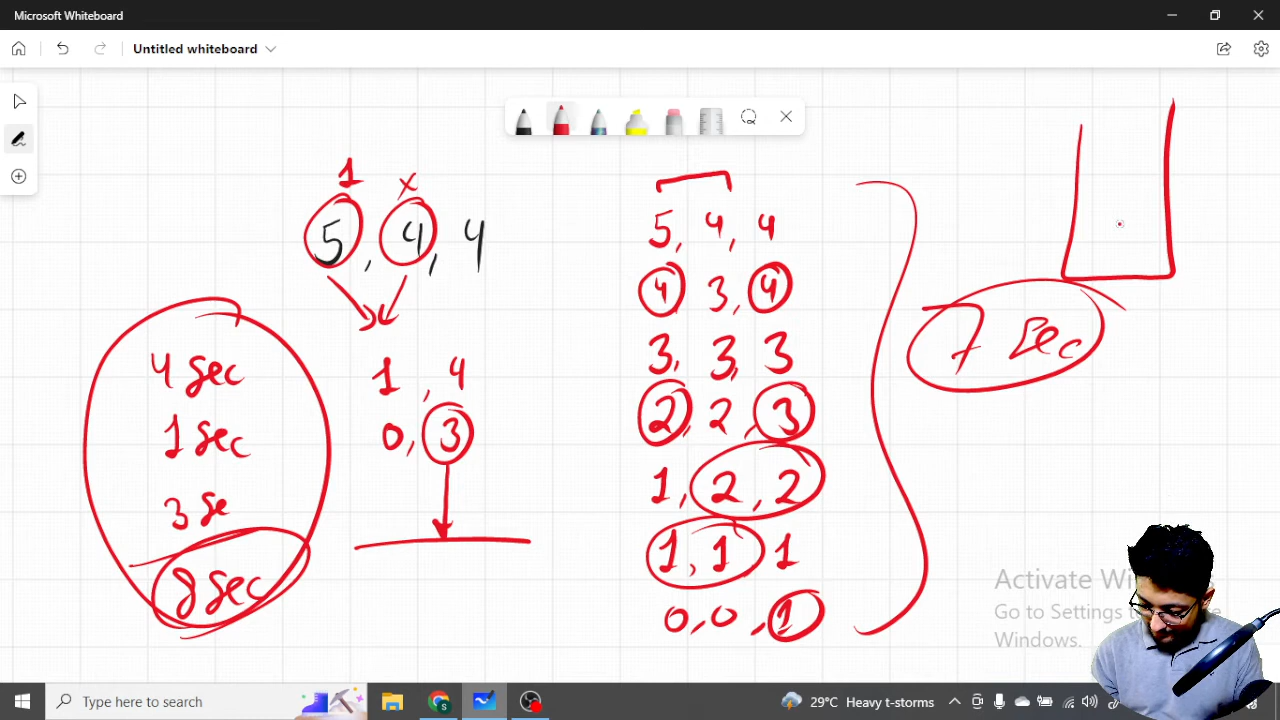 Microsoft Whiteboard
Untitled whiteboard
1 x
5, 4, 4
4 sec
1 sec
3 se
8 sec
1, 4
0, 3
5, 4, 4
4 3, 4
3, 3, 3
2, 2, 3
1, 2, 2
1, 1, 1
0, 0, 1
7 sec
Activate Wi
Go to Settings t
Windows.
Type here to search
29°C Heavy t-storms